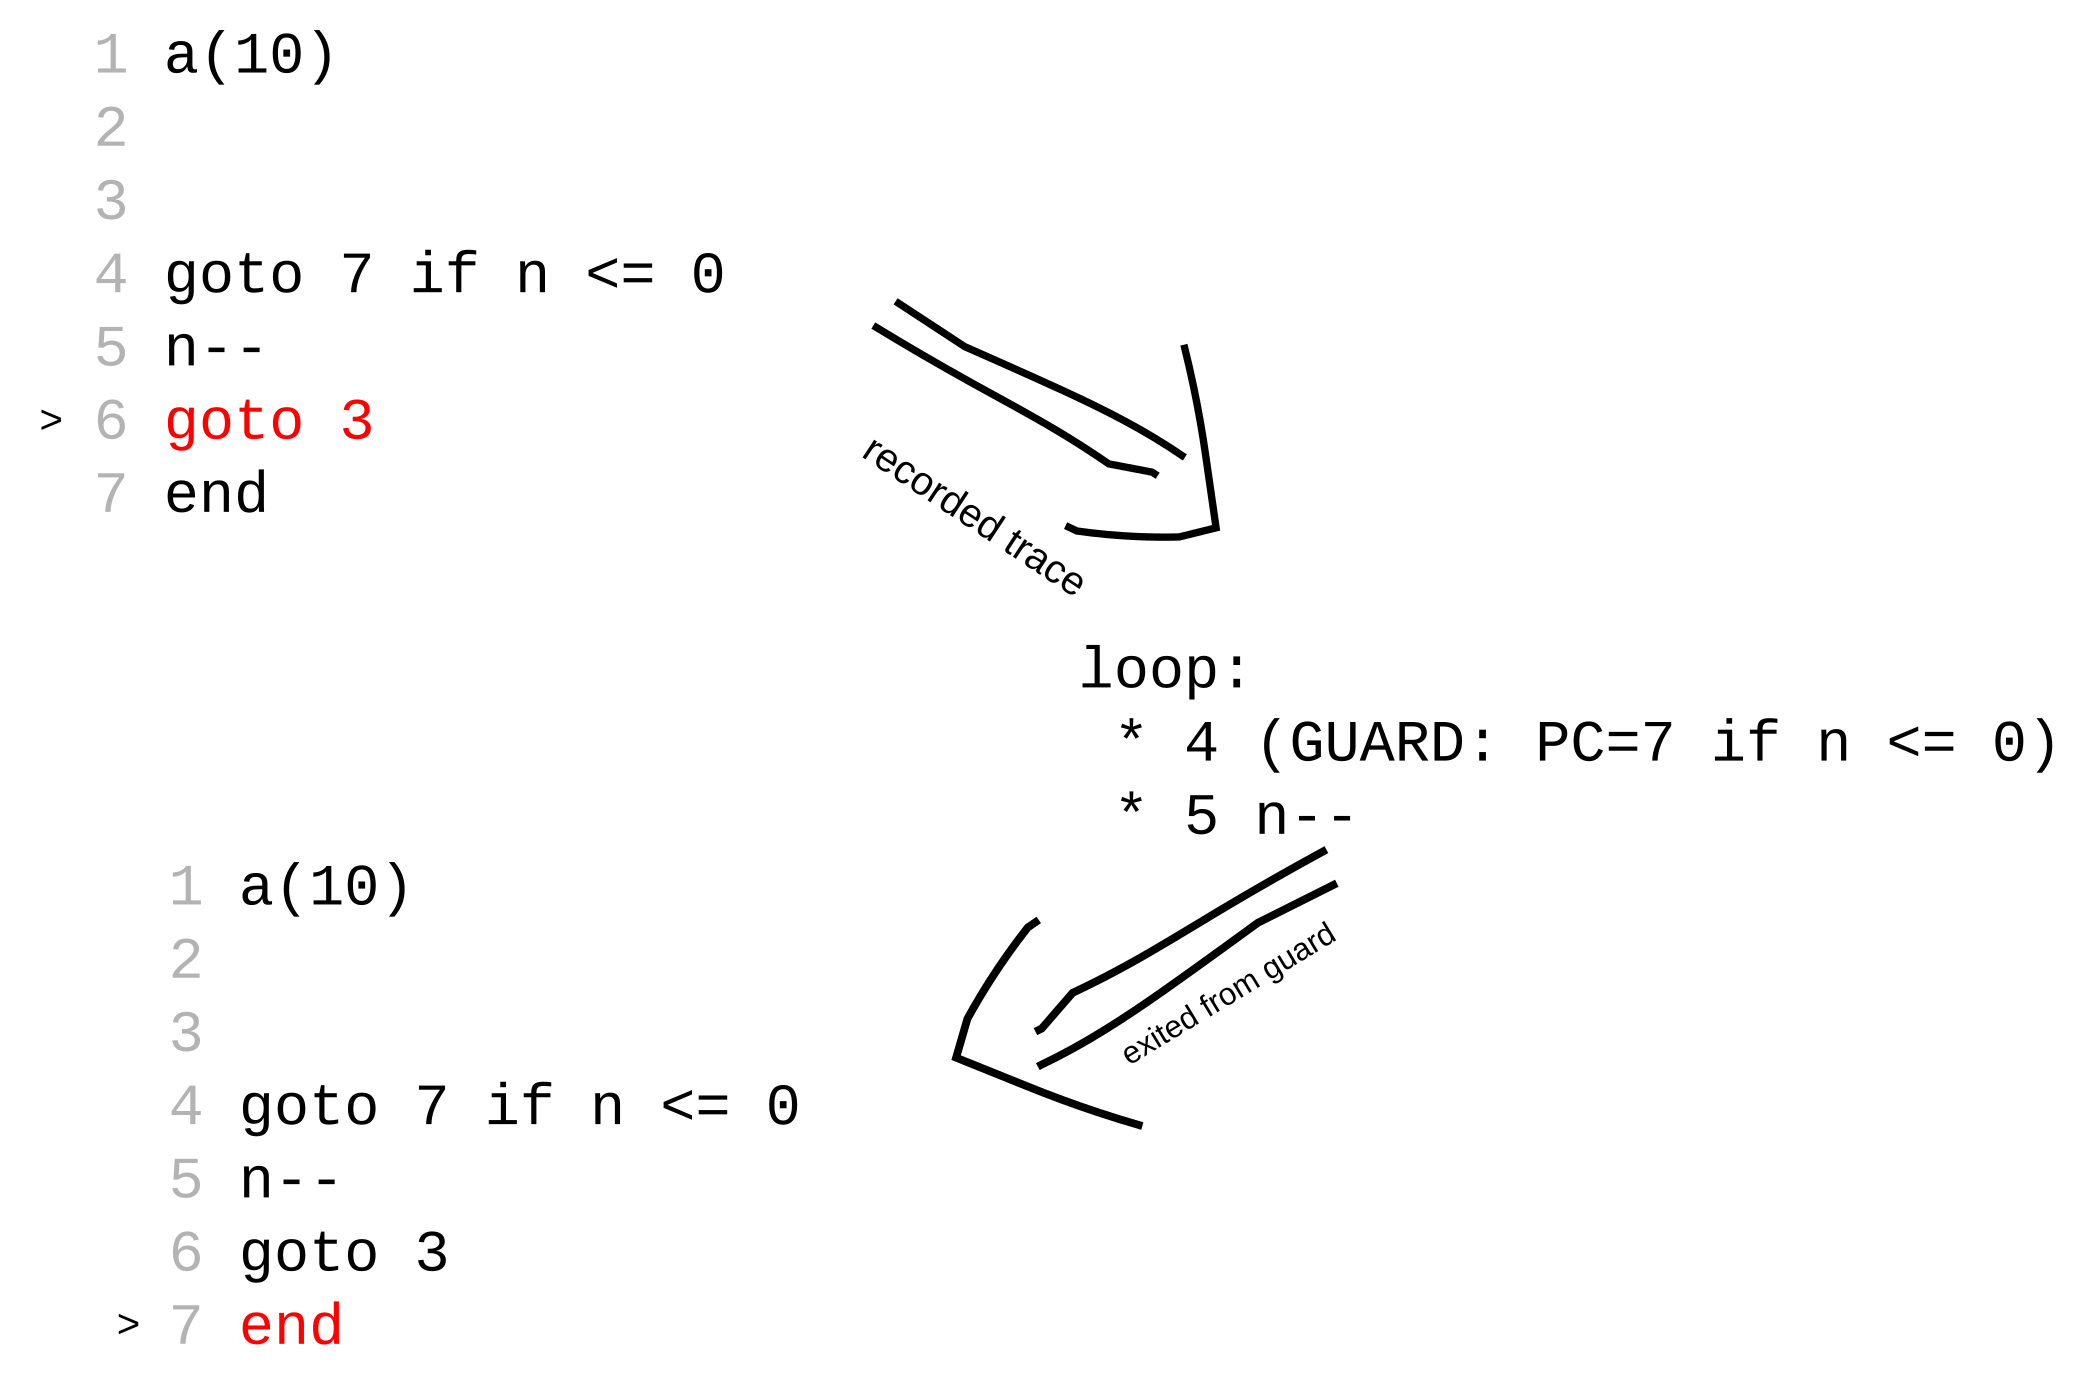 1 a(10)
2
3
4 goto 7 if n <= 0
5 n--
> 6 goto 3
7 end
recorded trace
loop:
* 4 (GUARD: PC=7 if n <= 0)
* 5 n--
exited from guard
1 a(10)
2
3
4 goto 7 if n <= 0
5 n--
6 goto 3
> 7 end